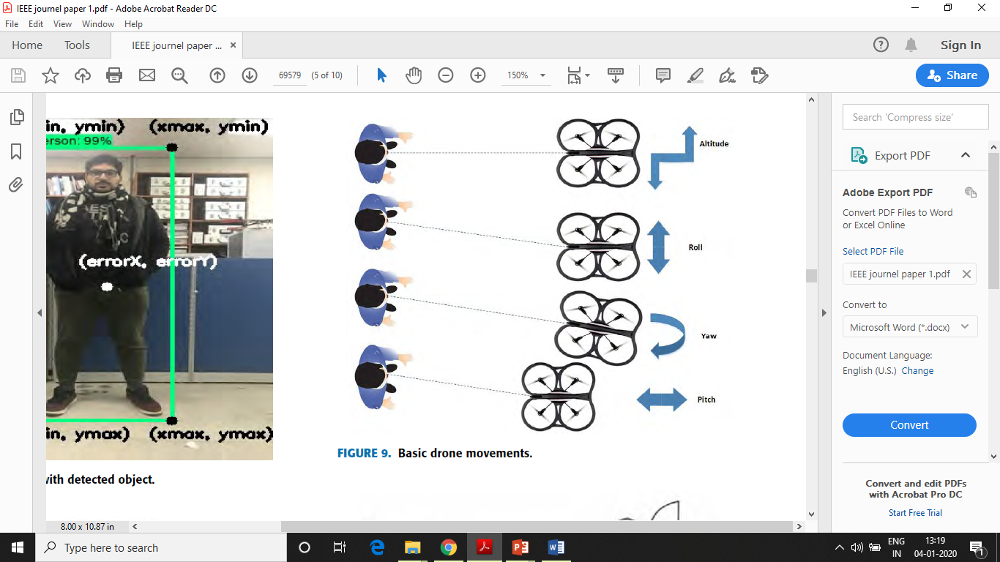 IEEE journel paper 1.pdf - Adobe Acrobat Reader DC
File Edit View Window Help
Home Tools IEEE journel paper ... × Sign In
69579 (5 of 10) 150% Share
in, ymin) (xmax, ymin)
erson: 99%
(errorX, errorY)
in, ymax) (xmax, ymax)
with detected object.
Altitude
Roll
Yaw
Pitch
FIGURE 9. Basic drone movements.
Search 'Compress size'
Export PDF
Adobe Export PDF
Convert PDF Files to Word
or Excel Online
Select PDF File
IEEE journel paper 1.pdf
Convert to
Microsoft Word (*.docx)
Document Language:
English (U.S.) Change
Convert
Convert and edit PDFs
with Acrobat Pro DC
Start Free Trial
8.00 x 10.87 in
Type here to search
ENG
IN
13:19
04-01-2020
1